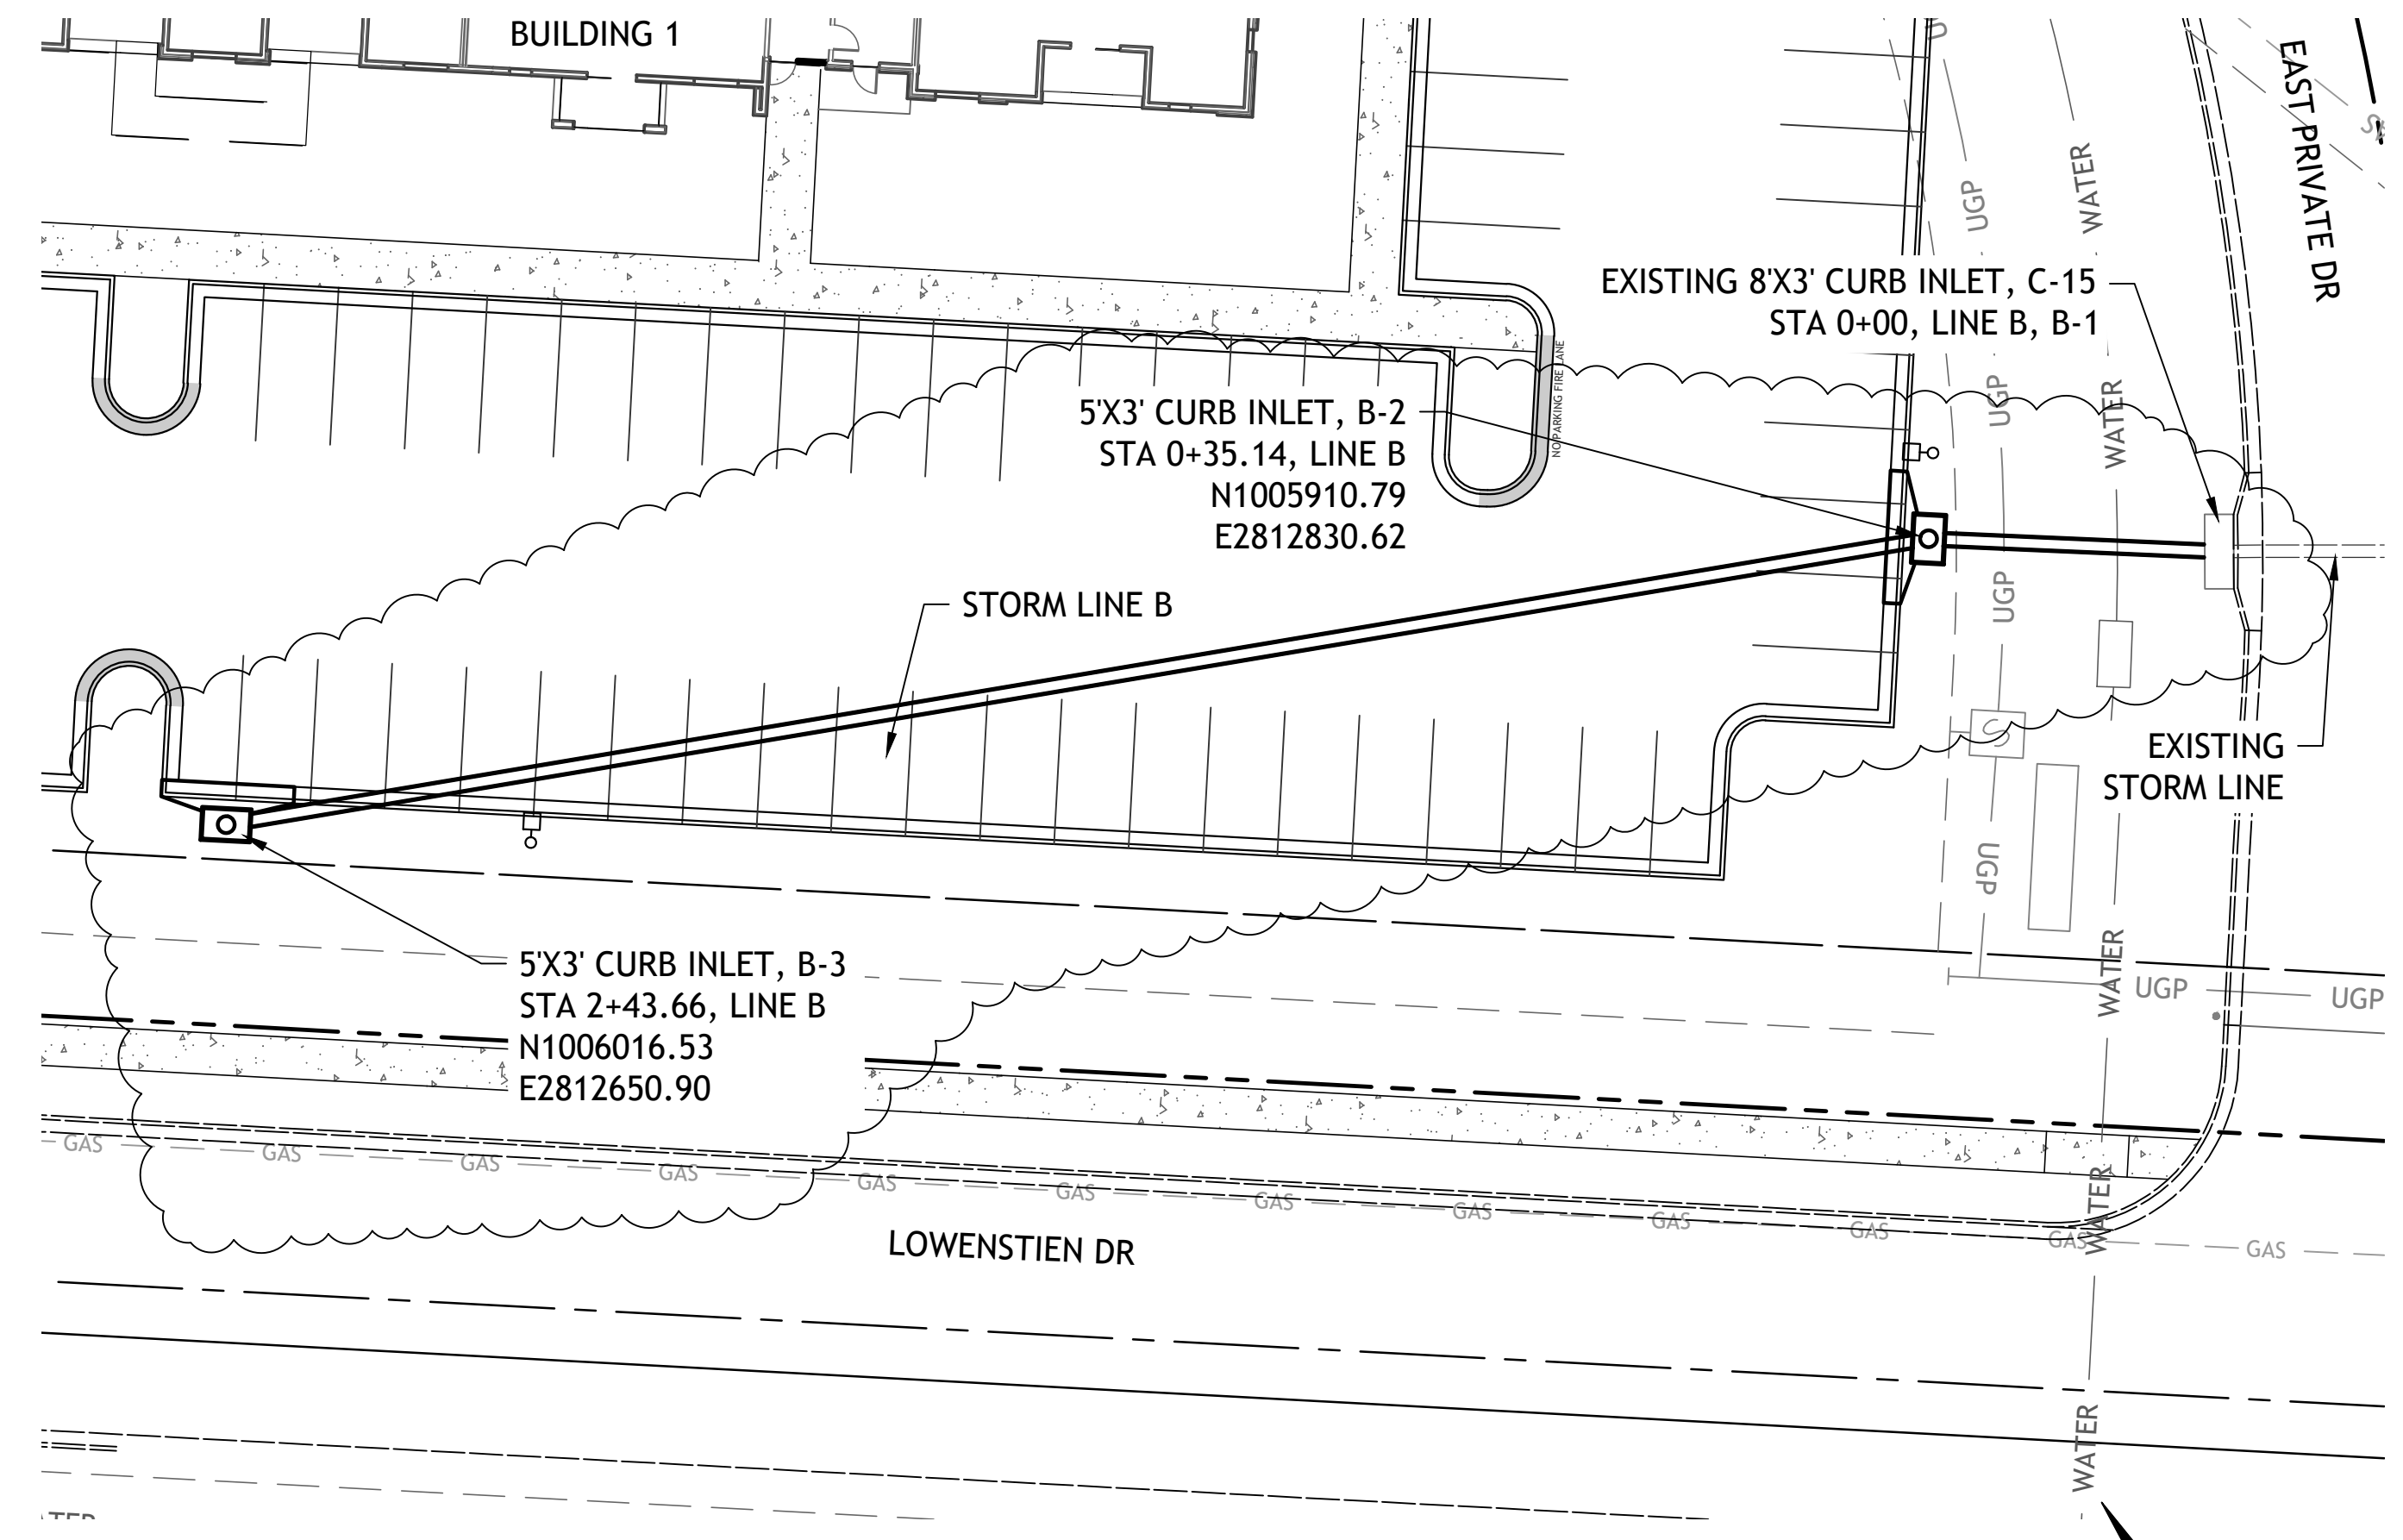 BUILDING 1
EAST PRIVATE DR
UGP
WATER
EXISTING 8'X3' CURB INLET, C-15
STA 0+00, LINE B, B-1
NO PARKING FIRE LANE
5'X3' CURB INLET, B-2
STA 0+35.14, LINE B
N1005910.79
E2812830.62
UGP
WATER
STORM LINE B
UGP
S
EXISTING
STORM LINE
UGP
5'X3' CURB INLET, B-3
STA 2+43.66, LINE B
N1006016.53
E2812650.90
WATER
UGP
UGP
GAS
GAS
GAS
GAS
GAS
GAS
GAS
GAS
GAS
GAS
GAS
GAS
WATER
LOWENSTIEN DR
WATER